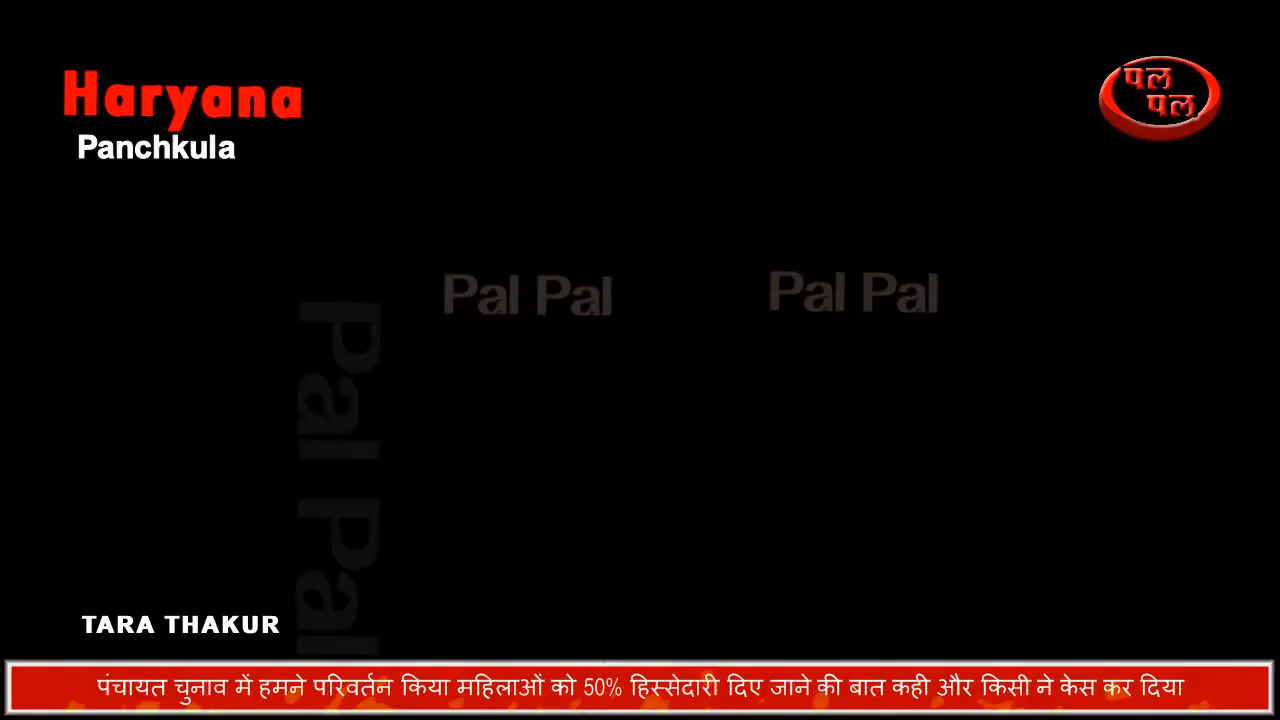 Haryana
Panchkula
पल
पल
Pal Pal
Pal Pal
Pal Pal
TARA THAKUR
पंचायत चुनाव में हमने परिवर्तन किया महिलाओं को 50% हिस्सेदारी दिए जाने की बात कही और किसी ने केस कर दिया